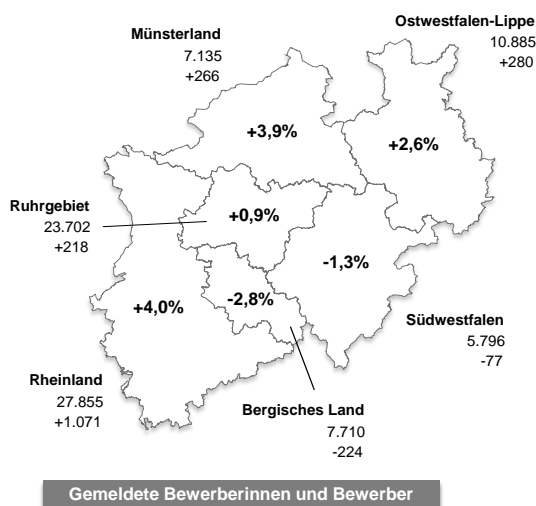 Ostwestfalen-Lippe
10.885
+280
Münsterland
7.135
+266
+3,9%
+2,6%
Ruhrgebiet
23.702
+218
+0,9%
-1,3%
+4,0%
-2,8%
Südwestfalen
5.796
-77
Rheinland
27.855
+1.071
Bergisches Land
7.710
-224
Gemeldete Bewerberinnen und Bewerber